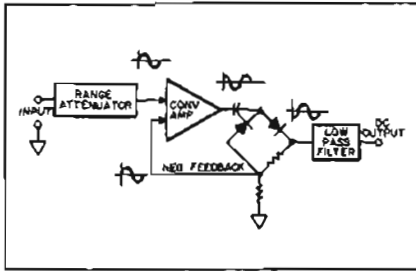 RANGE
ATTENUATOR
INPUT
CONV
AMP
NEG FEEDBACK
LOW
PASS
FILTER
DC
OUTPUT